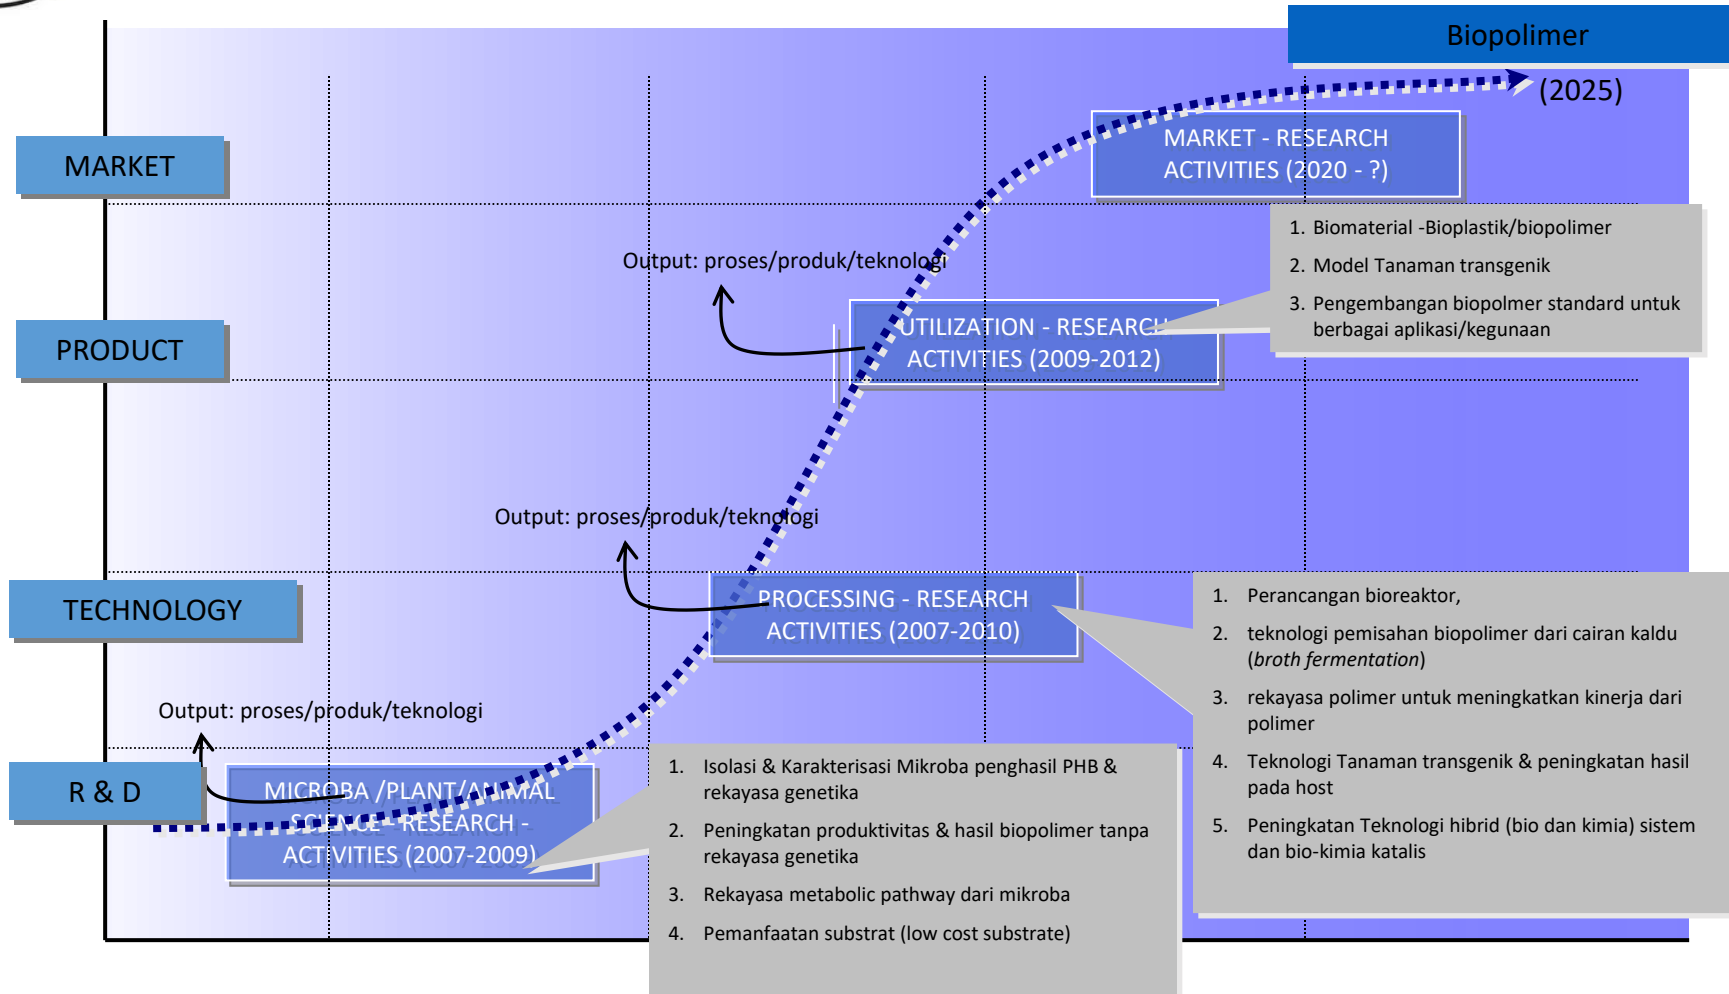 Biopolimer
(2025)
MARKET
MARKET - RESEARCH
ACTIVITIES (2020 - ?)
1. Biomaterial -Bioplastik/biopolimer
2. Model Tanaman transgenik
3. Pengembangan biopolmer standard untuk
berbagai aplikasi/kegunaan
Output: proses/produk/teknologi
PRODUCT
UTILIZATION - RESEARCH
ACTIVITIES (2009-2012)
Output: proses/produk/teknologi
TECHNOLOGY
PROCESSING - RESEARCH
ACTIVITIES (2007-2010)
1. Perancangan bioreaktor,
2. teknologi pemisahan biopolimer dari cairan kaldu
(broth fermentation)
3. rekayasa polimer untuk meningkatkan kinerja dari
polimer
4. Teknologi Tanaman transgenik & peningkatan hasil
pada host
5. Peningkatan Teknologi hibrid (bio dan kimia) sistem
dan bio-kimia katalis
Output: proses/produk/teknologi
R & D
MICROBA /PLANT/ANIMAL
SCIENCE - RESEARCH -
ACTIVITIES (2007-2009)
1. Isolasi & Karakterisasi Mikroba penghasil PHB &
rekayasa genetika
2. Peningkatan produktivitas & hasil biopolimer tanpa
rekayasa genetika
3. Rekayasa metabolic pathway dari mikroba
4. Pemanfaatan substrat (low cost substrate)